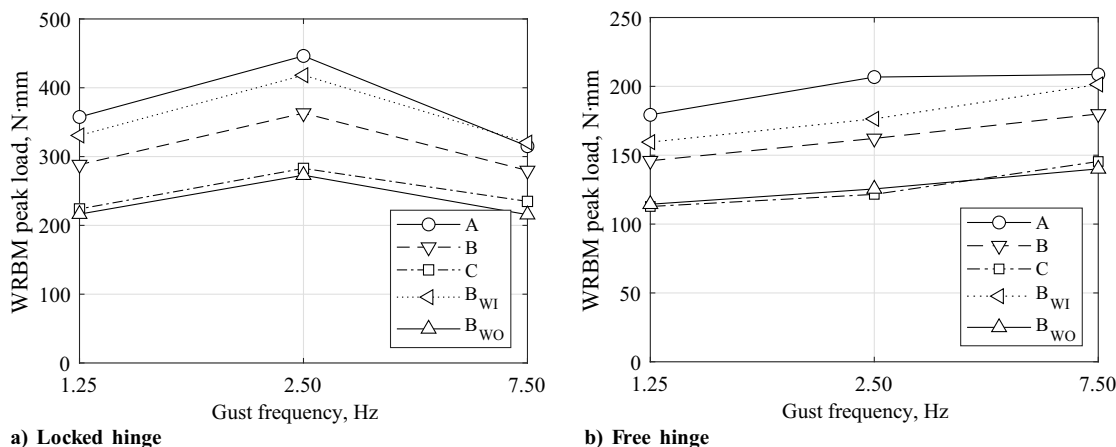 500
400
300
200
100
0
WRBM peak load, N·mm
A
B
C
B_WI
B_WO
1.25 2.50 7.50
Gust frequency, Hz
a) Locked hinge
250
200
150
100
50
0
WRBM peak load, N·mm
A
B
C
B_WI
B_WO
1.25 2.50 7.50
Gust frequency, Hz
b) Free hinge